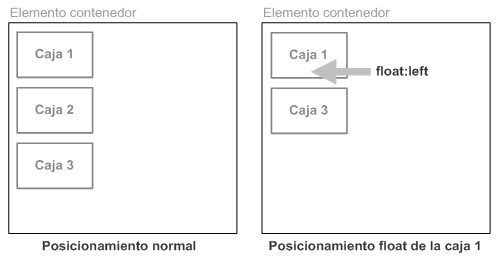 Elemento contenedor
Caja 1
Caja 2
Caja 3
Posicionamiento normal
Elemento contenedor
Caja 1
float:left
Caja 3
Posicionamiento float de la caja 1